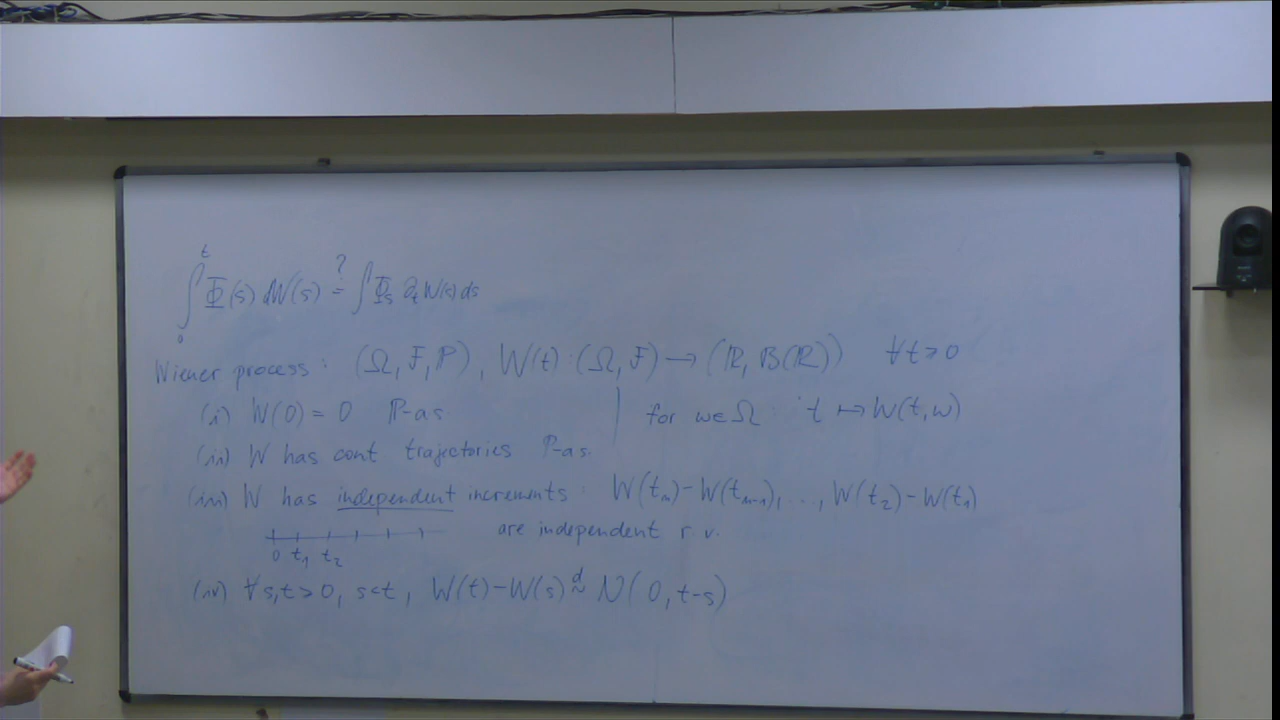 ∫₀ᵗ Φ(s) dW(s) ≟ ∫ Φₛ ∂ₜW(s) ds
Wiener process: (Ω, F, P), W(t): (Ω, F) → (ℝ, B(ℝ)) ∀t≥0
(i) W(0) = 0 P-a.s. | for w∈Ω: t ↦ W(t,w)
(ii) W has cont trajectories P-a.s.
(iii) W has independent increments: W(tₙ)-W(tₙ₋₁), ..., W(t₂)-W(t₁)
are independent r.v.
0 t₁ t₂
(iv) ∀s,t>0, s<t, W(t)-W(s) ~ᵈ N(0, t-s)